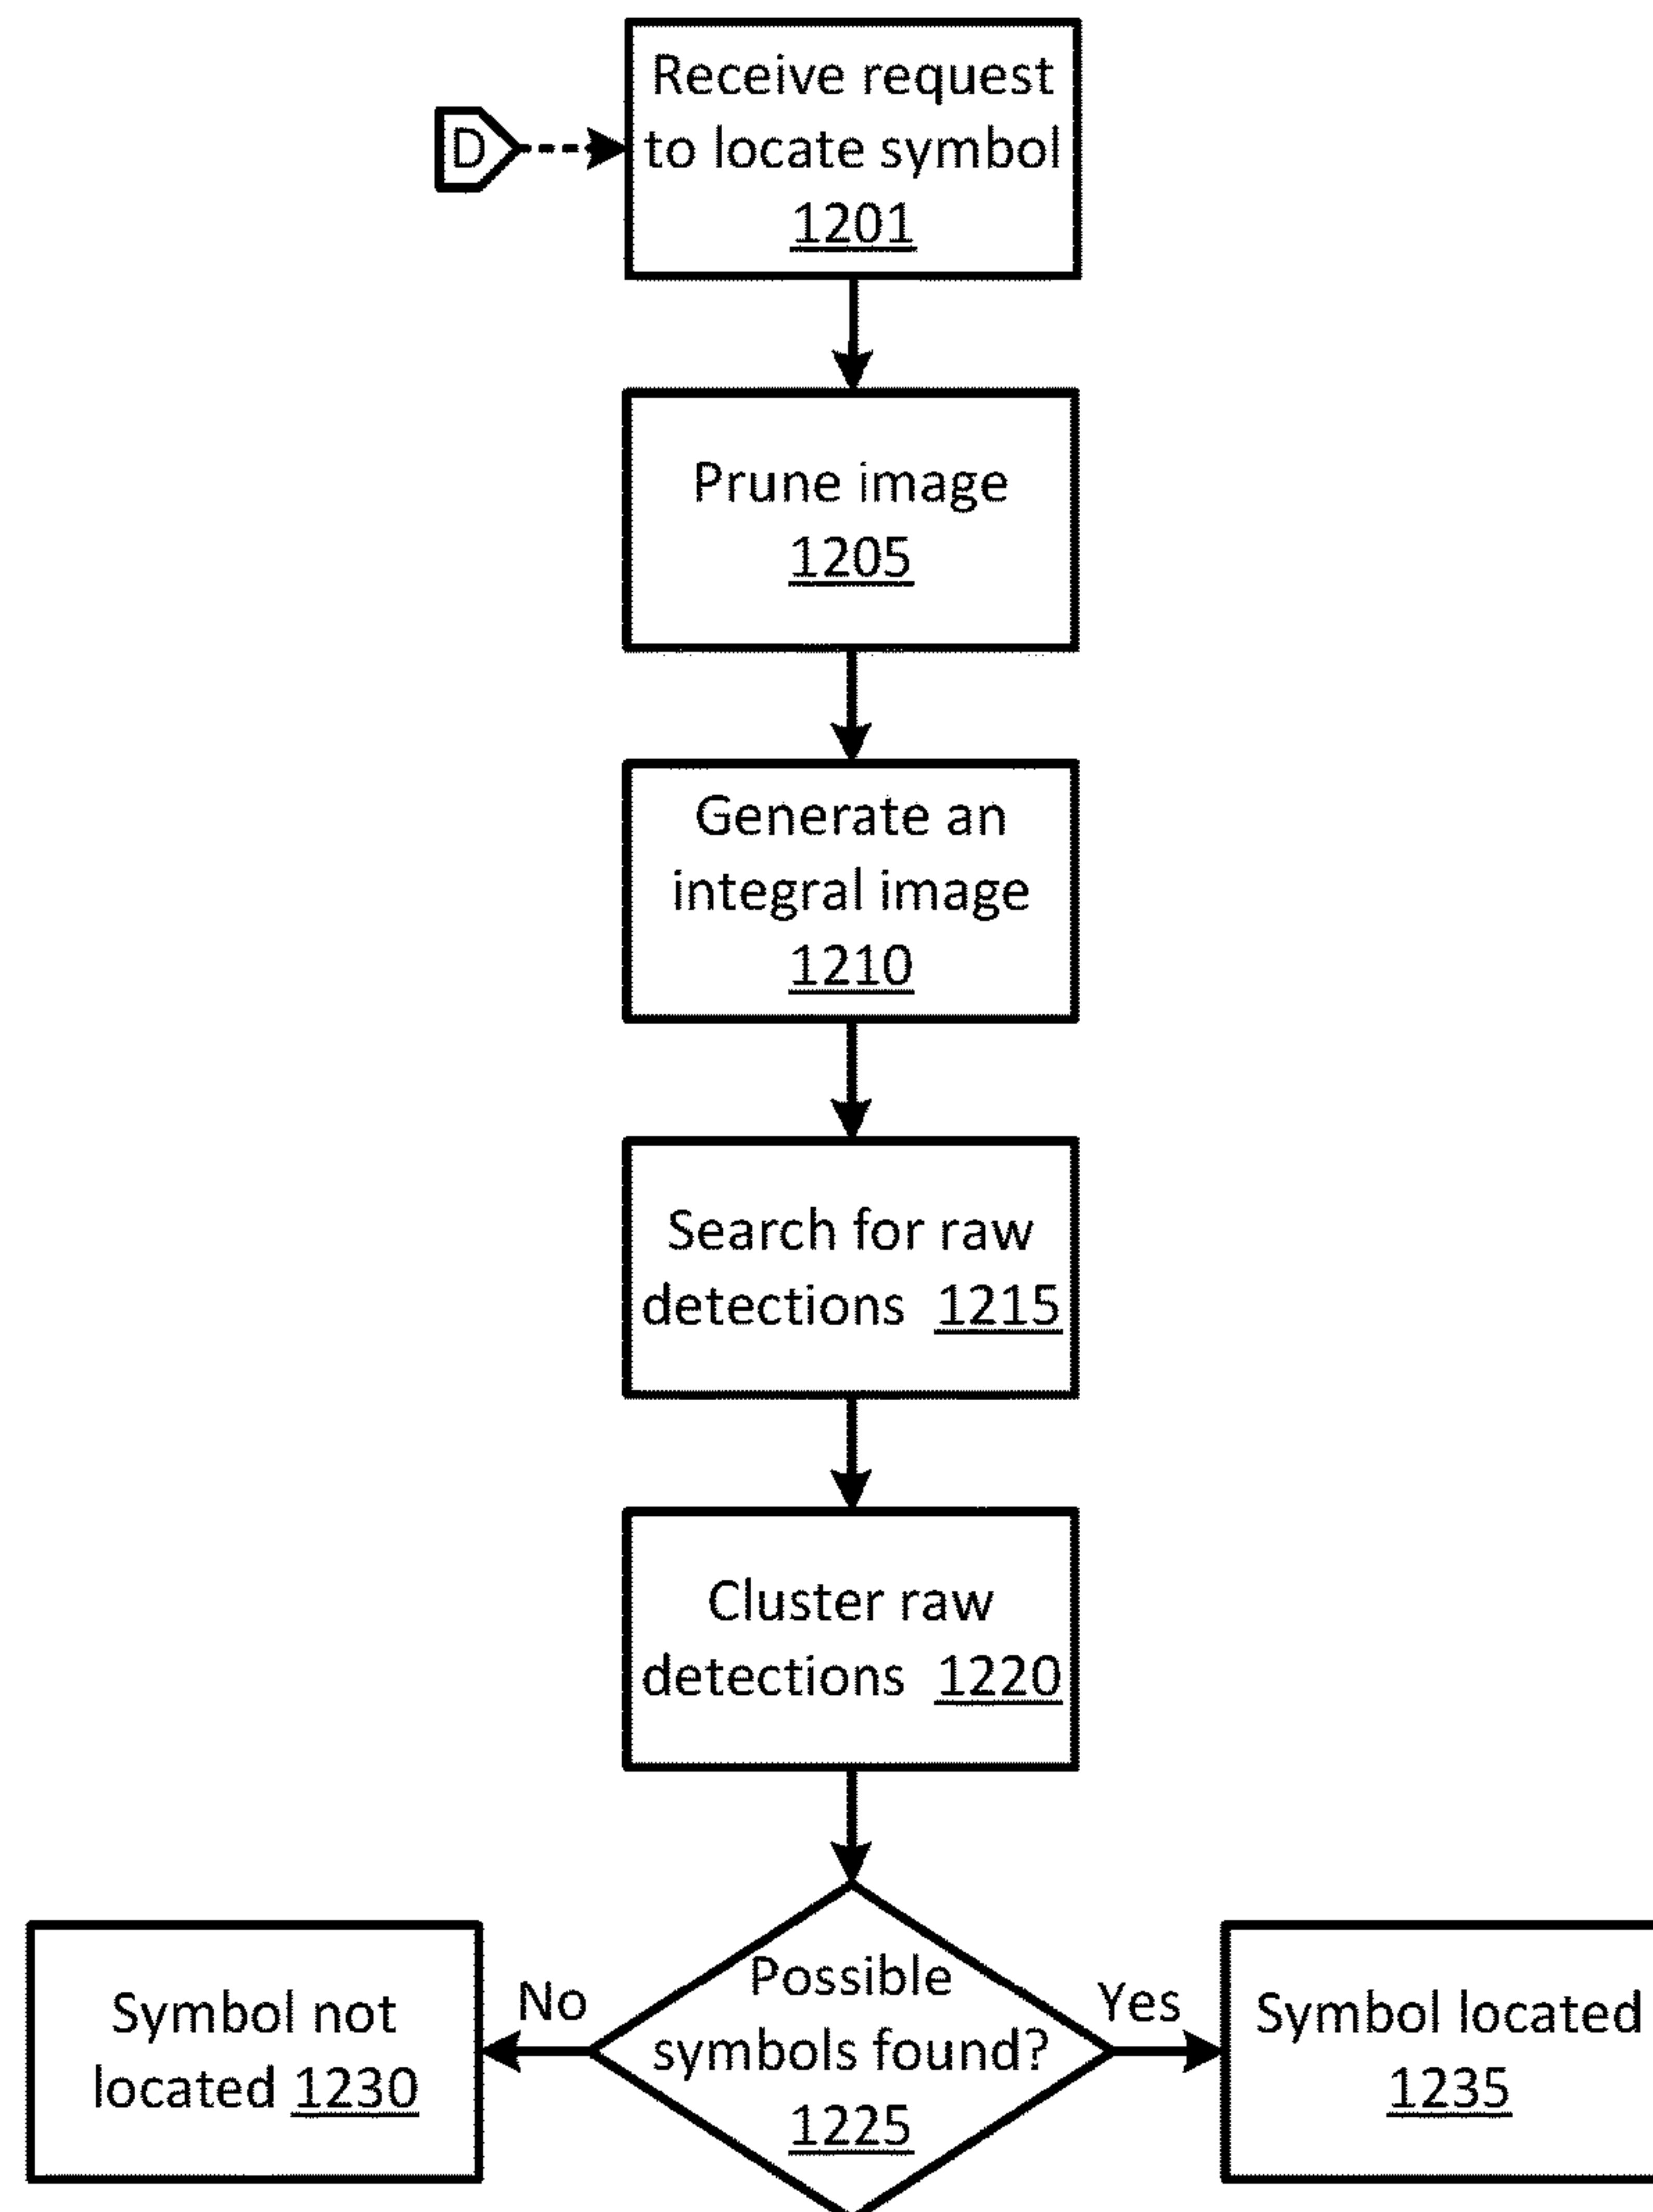 Receive request
D
to locate symbol
1201
Prune image
1205
Generate an
integral image
1210
Search for raw
detections 1215
Cluster raw
detections 1220
Possible
symbols found?
1225
No
Yes
Symbol not
located 1230
Symbol located
1235